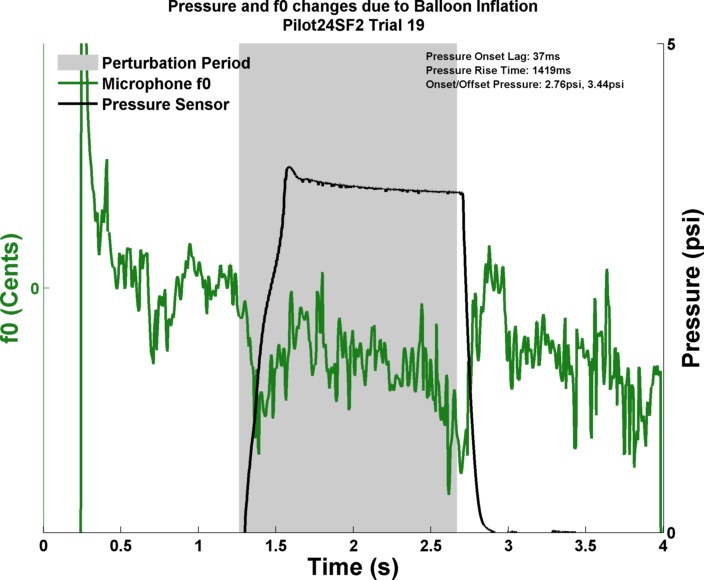 Pressure and f0 changes due to Balloon Inflation
Pilot24SF2 Trial 19
Perturbation Period
Microphone f0
Pressure Sensor
Pressure Onset Lag: 37ms
Pressure Rise Time: 1419ms
Onset/Offset Pressure: 2.76psi, 3.44psi
f0 (Cents)
0
5
0
Pressure (psi)
0 0.5 1 1.5 2 2.5 3 3.5 4
Time (s)